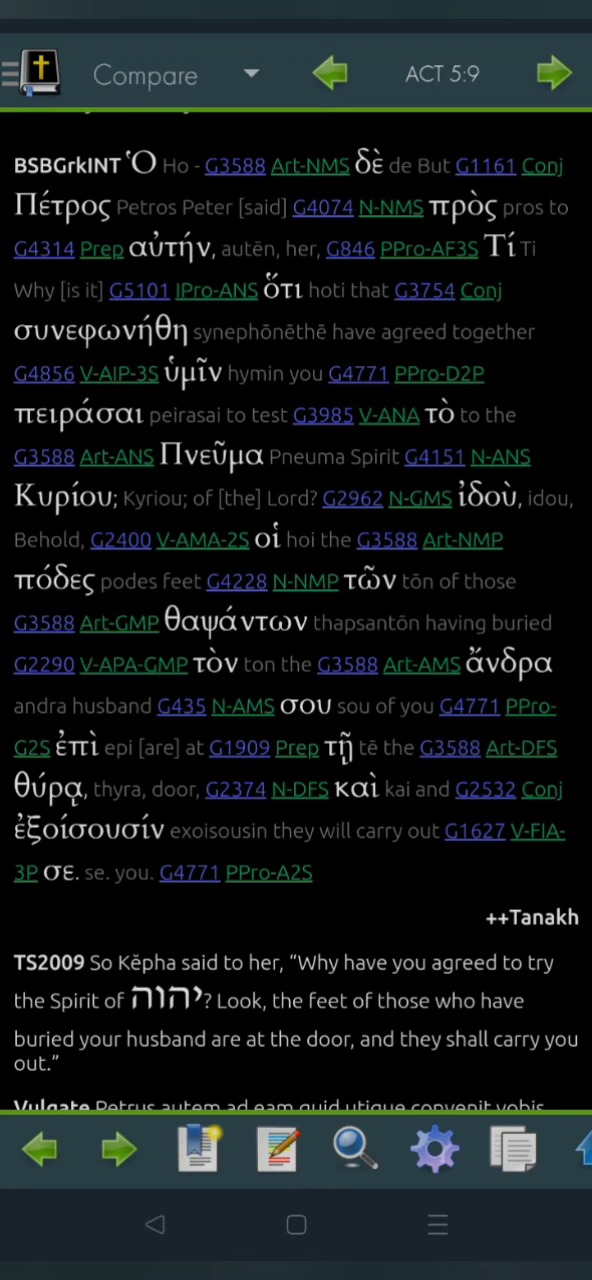 Compare ACT 5:9
BSBGrkINT Ὁ Ho - G3588 Art-NMS δὲ de But G1161 Conj
Πέτρος Petros Peter [said] G4074 N-NMS πρὸς pros to
G4314 Prep αὐτήν, autēn, her, G846 PPro-AF3S Τί Ti
Why [is it] G5101 IPro-ANS ὅτι hoti that G3754 Conj
συνεφωνήθη synephōnēthē have agreed together
G4856 V-AIP-3S ὑμῖν hymin you G4771 PPro-D2P
πειράσαι peirasai to test G3985 V-ANA τὸ to the
G3588 Art-ANS Πνεῦμα Pneuma Spirit G4151 N-ANS
Κυρίου; Kyriou; of [the] Lord? G2962 N-GMS ἰδοὺ, idou,
Behold, G2400 V-AMA-2S οἱ hoi the G3588 Art-NMP
πόδες podes feet G4228 N-NMP τῶν tōn of those
G3588 Art-GMP θαψάντων thapsantōn having buried
G2290 V-APA-GMP τὸν ton the G3588 Art-AMS ἄνδρα
andra husband G435 N-AMS σου sou of you G4771 PPro-
G2S ἐπὶ epi [are] at G1909 Prep τῇ tē the G3588 Art-DFS
θύρᾳ, thyra, door, G2374 N-DFS καὶ kai and G2532 Conj
ἐξοίσουσίν exoisousin they will carry out G1627 V-FIA-
3P σε. se. you. G4771 PPro-A2S
++Tanakh
TS2009 So Kěpha said to her, “Why have you agreed to try
the Spirit of יהוה? Look, the feet of those who have
buried your husband are at the door, and they shall carry you
out.”
Vulgate Petrus autem ad eam quid utique convenit vobis